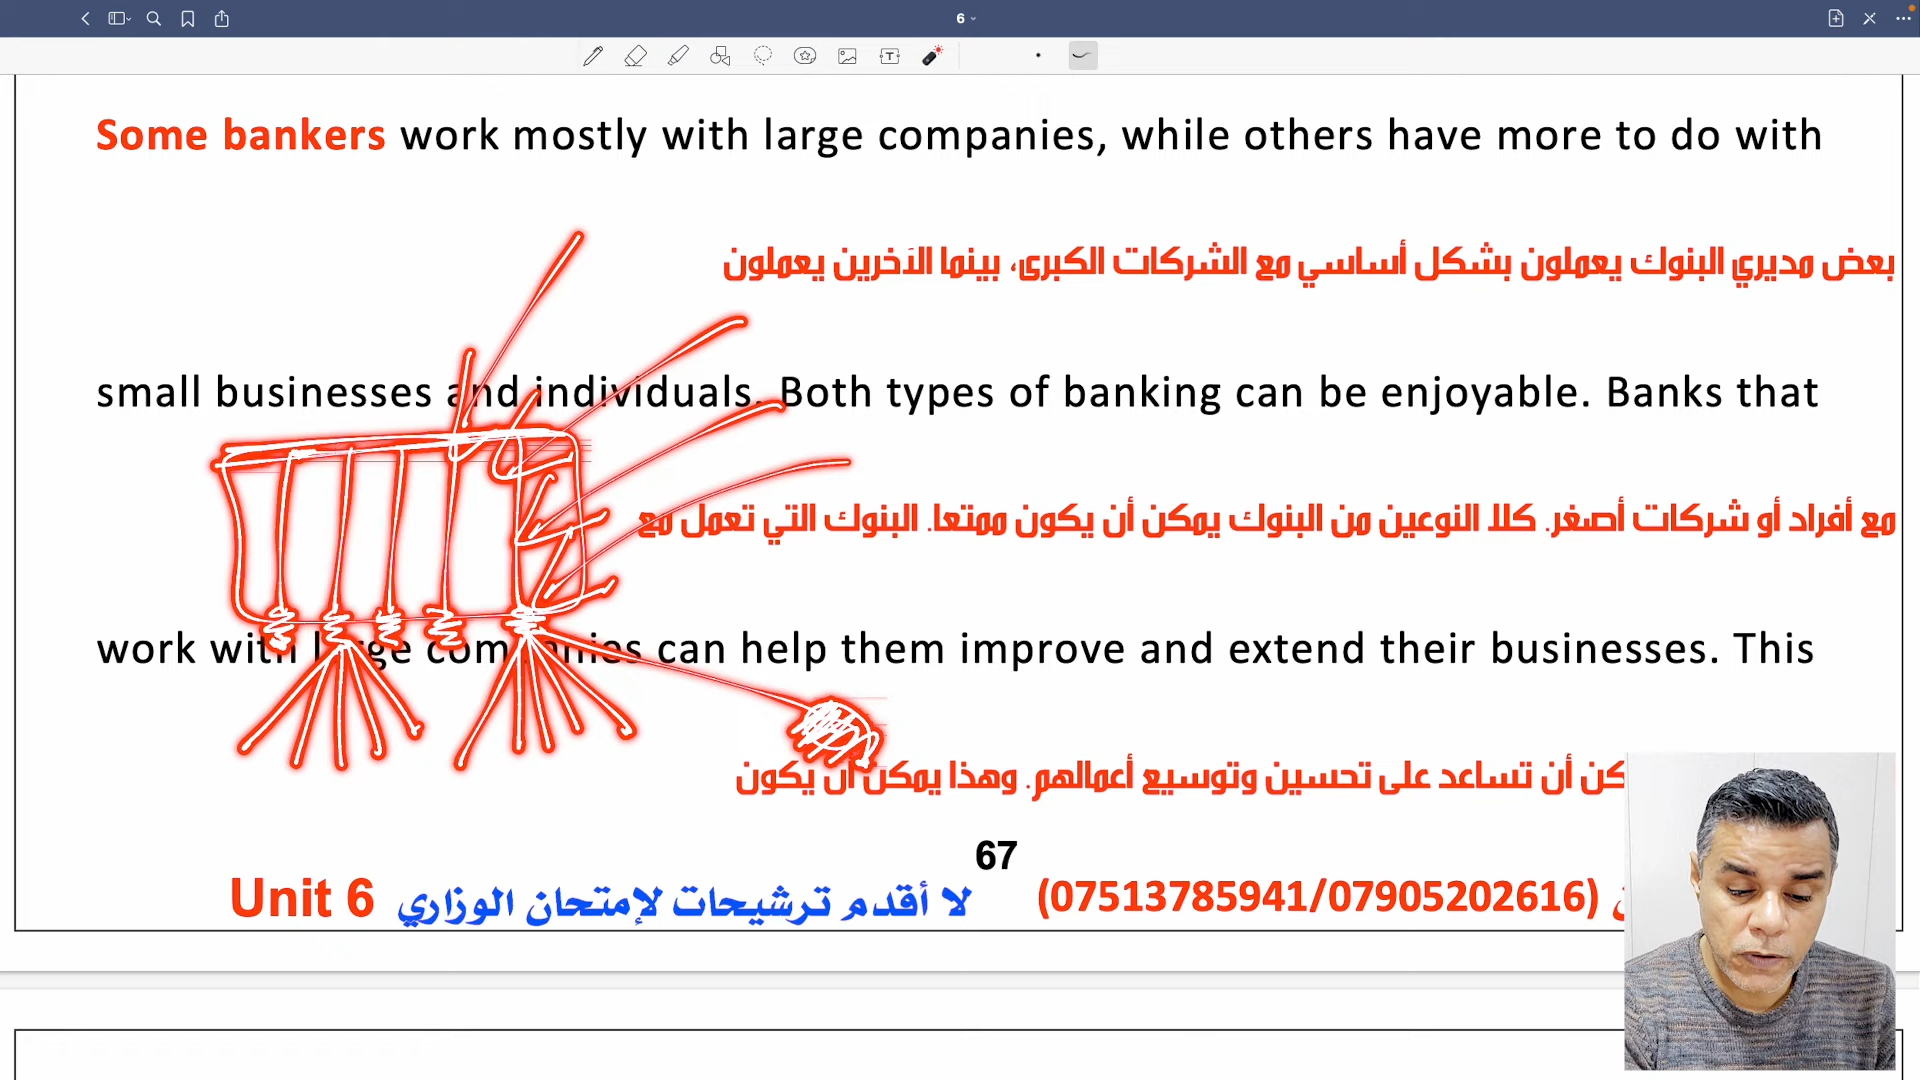 6
Some bankers work mostly with large companies, while others have more to do with
بعض مديري البنوك يعملون بشكل أساسي مع الشركات الكبرى، بينما الآخرين يعملون
small businesses and individuals. Both types of banking can be enjoyable. Banks that
مع أفراد أو شركات أصغر. كلا النوعين من البنوك يمكن أن يكون ممتعا. البنوك التي تعمل مع
work with large companies can help them improve and extend their businesses. This
أن تساعد على تحسين وتوسيع أعمالهم. وهذا يمكن أن يكون
67
Unit 6 لا أقدم ترشيحات لإمتحان الوزاري (07513785941/07905202616)